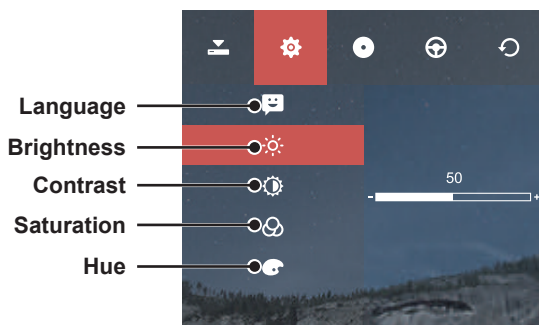 Language
Brightness
Contrast
Saturation
Hue
50
- +